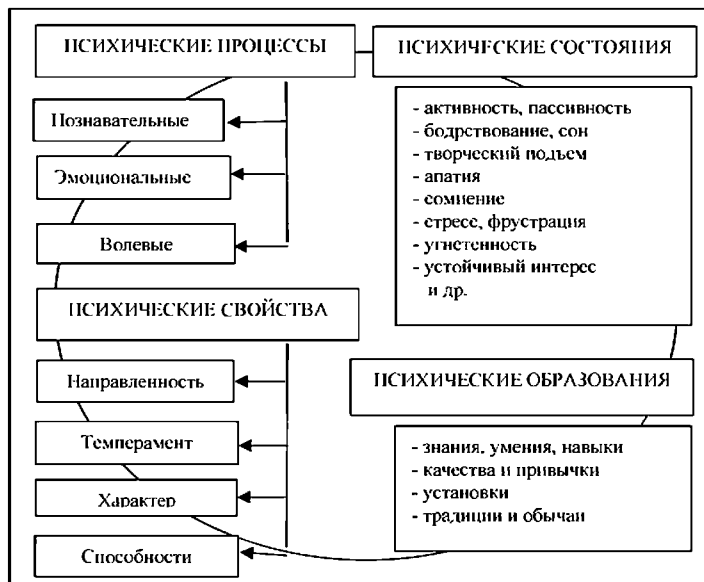 ПСИХИЧЕСКИЕ ПРОЦЕССЫ
Познавательные
Эмоциональные
Волевые
ПСИХИЧЕСКИЕ СВОЙСТВА
Направленность
Темперамент
Характер
Способности
ПСИХИЧЕСКИЕ СОСТОЯНИЯ
- активность, пассивность
- бодрствование, сон
- творческий подъем
- апатия
- сомнение
- стресс, фрустрация
- угнетенность
- устойчивый интерес
и др.
ПСИХИЧЕСКИЕ ОБРАЗОВАНИЯ
- знания, умения, навыки
- качества и привычки
- установки
- традиции и обычаи